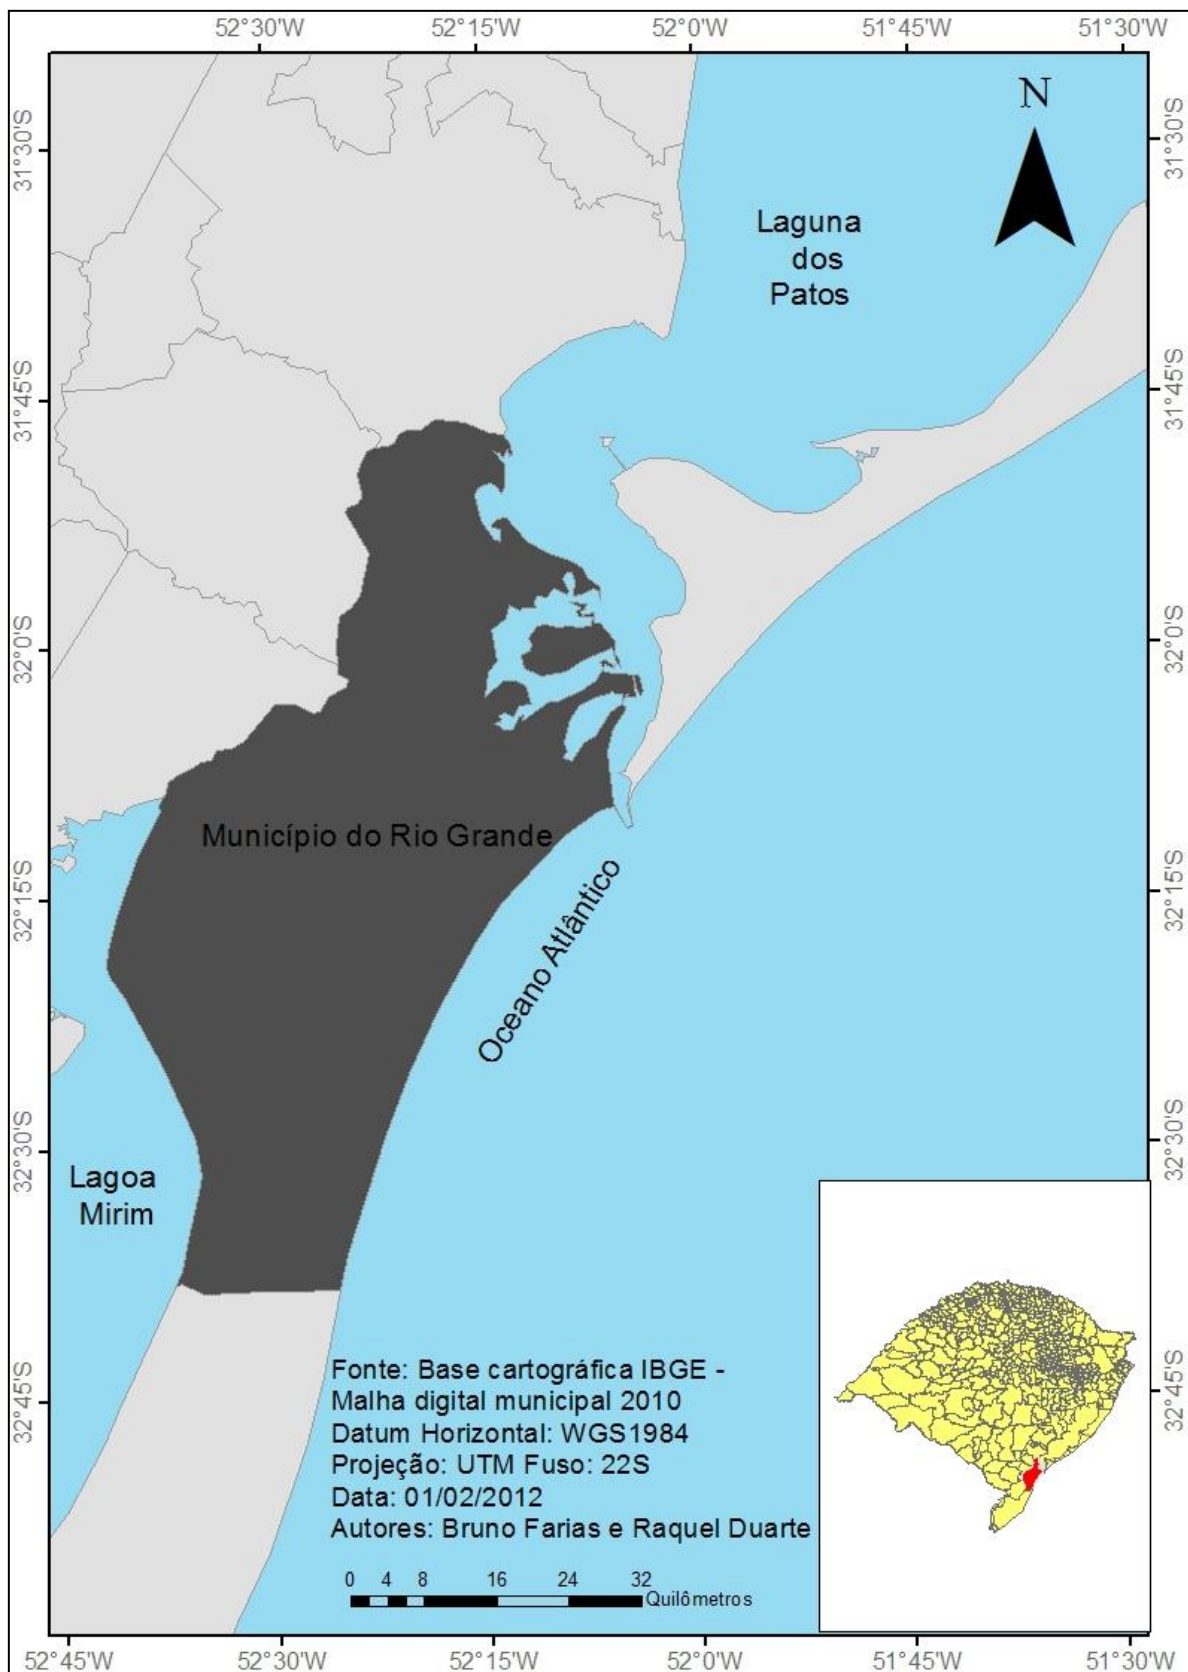 52°30'W
52°15'W
52°0'W
51°45'W
51°30'W
N
31°30'S
31°30'S
Laguna
dos
Patos
31°45'S
31°45'S
32°0'S
32°0'S
Município do Rio Grande
Oceano Atlântico
32°15'S
32°15'S
32°30'S
32°30'S
Lagoa
Mirim
32°45'S
32°45'S
Fonte: Base cartográfica IBGE -
Malha digital municipal 2010
Datum Horizontal: WGS1984
Projeção: UTM Fuso: 22S
Data: 01/02/2012
Autores: Bruno Farias e Raquel Duarte
0 4 8 16 24 32
Quilômetros
52°45'W
52°30'W
52°15'W
52°0'W
51°45'W
51°30'W